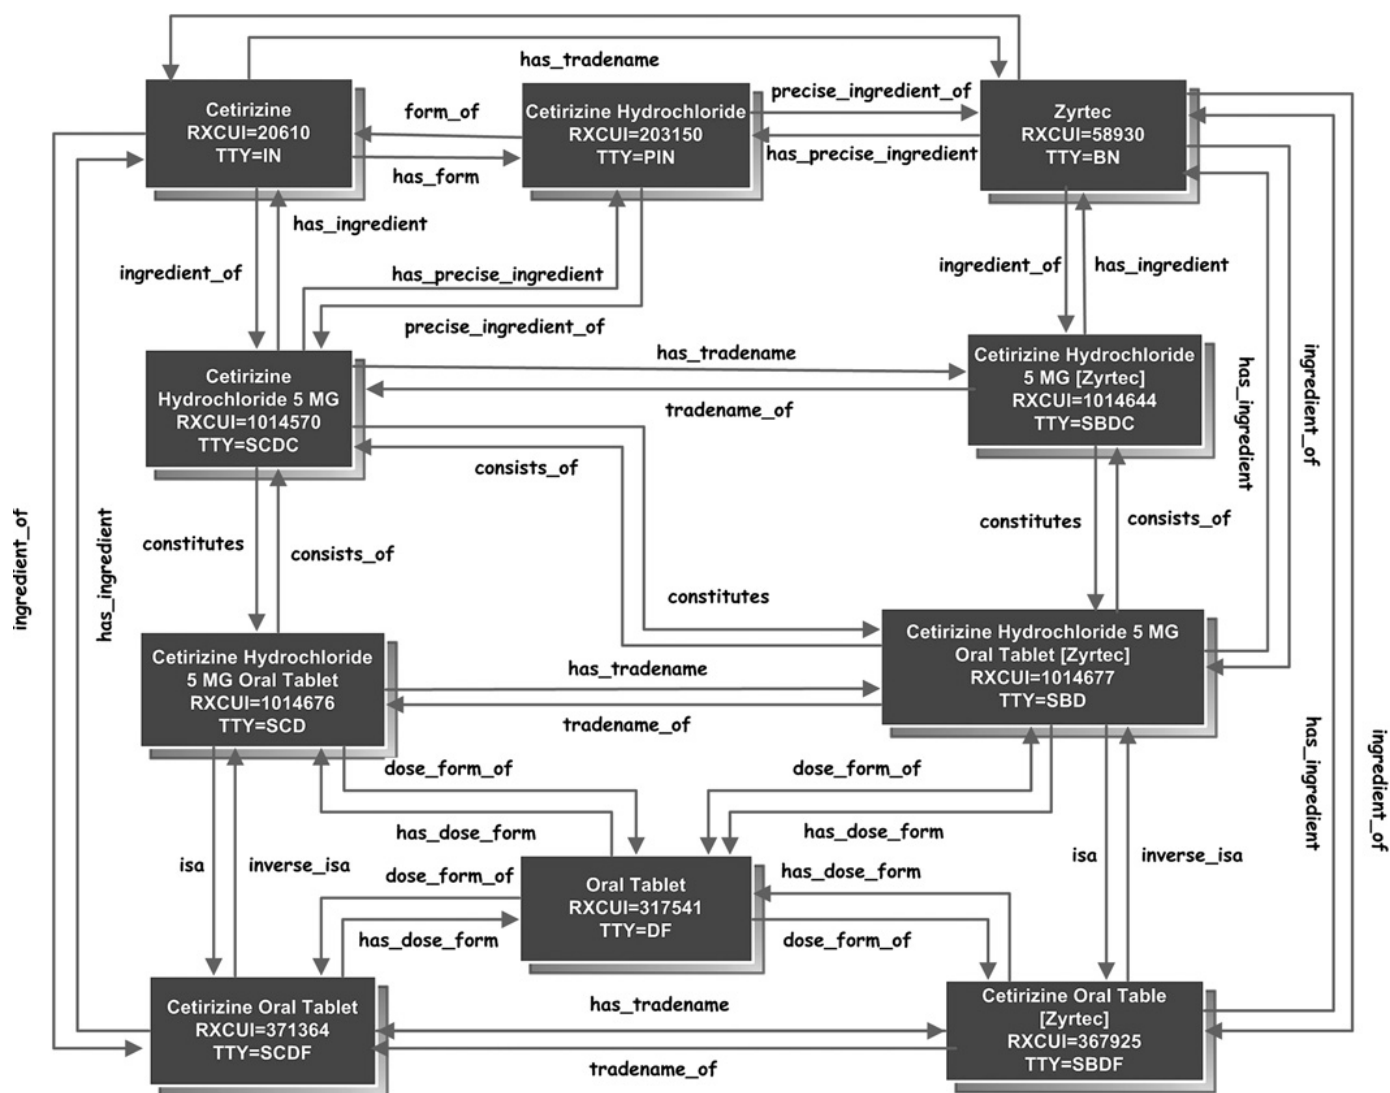 has_tradename
Cetirizine
RXCUI=20610
TTY=IN
form_of
has_form
Cetirizine Hydrochloride
RXCUI=203150
TTY=PIN
precise_ingredient_of
has_precise_ingredient
Zyrtec
RXCUI=58930
TTY=BN
has_ingredient
ingredient_of
has_precise_ingredient
precise_ingredient_of
ingredient_of
has_ingredient
Cetirizine
Hydrochloride 5 MG
RXCUI=1014570
TTY=SCDC
has_tradename
tradename_of
Cetirizine Hydrochloride
5 MG [Zyrtec]
RXCUI=1014644
TTY=SBDC
has_ingredient
ingredient_of
consists_of
constitutes
consists_of
constitutes
consists_of
constitutes
ingredient_of
has_ingredient
Cetirizine Hydrochloride
5 MG Oral Tablet
RXCUI=1014676
TTY=SCD
has_tradename
tradename_of
Cetirizine Hydrochloride 5 MG
Oral Tablet [Zyrtec]
RXCUI=1014677
TTY=SBD
has_ingredient
ingredient_of
dose_form_of
has_dose_form
dose_form_of
has_dose_form
isa
inverse_isa
dose_form_of
has_dose_form
Oral Tablet
RXCUI=317541
TTY=DF
has_dose_form
dose_form_of
isa
inverse_isa
Cetirizine Oral Tablet
RXCUI=371364
TTY=SCDF
has_tradename
tradename_of
Cetirizine Oral Table
[Zyrtec]
RXCUI=367925
TTY=SBDF